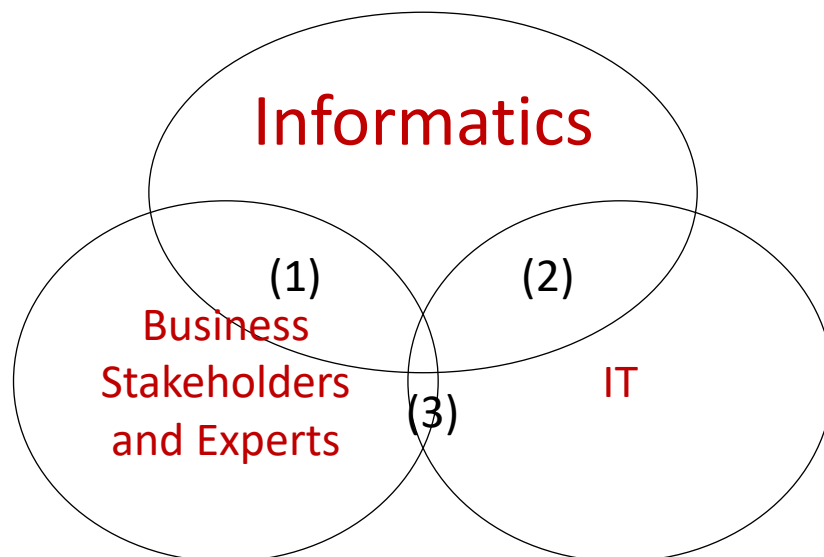 Informatics
(1)
(2)
Business
Stakeholders
and Experts
IT
(3)